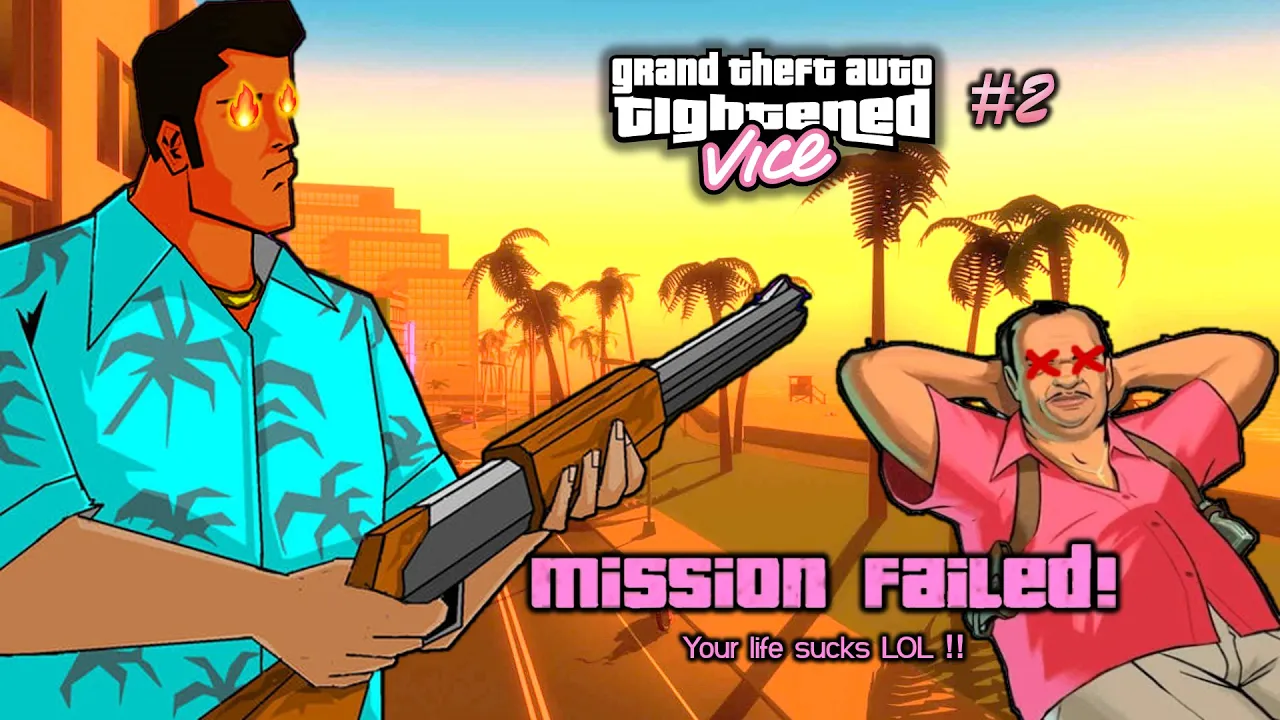 grand theft auto
tightened
vice
#2
mission failed!
Your life sucks LOL !!